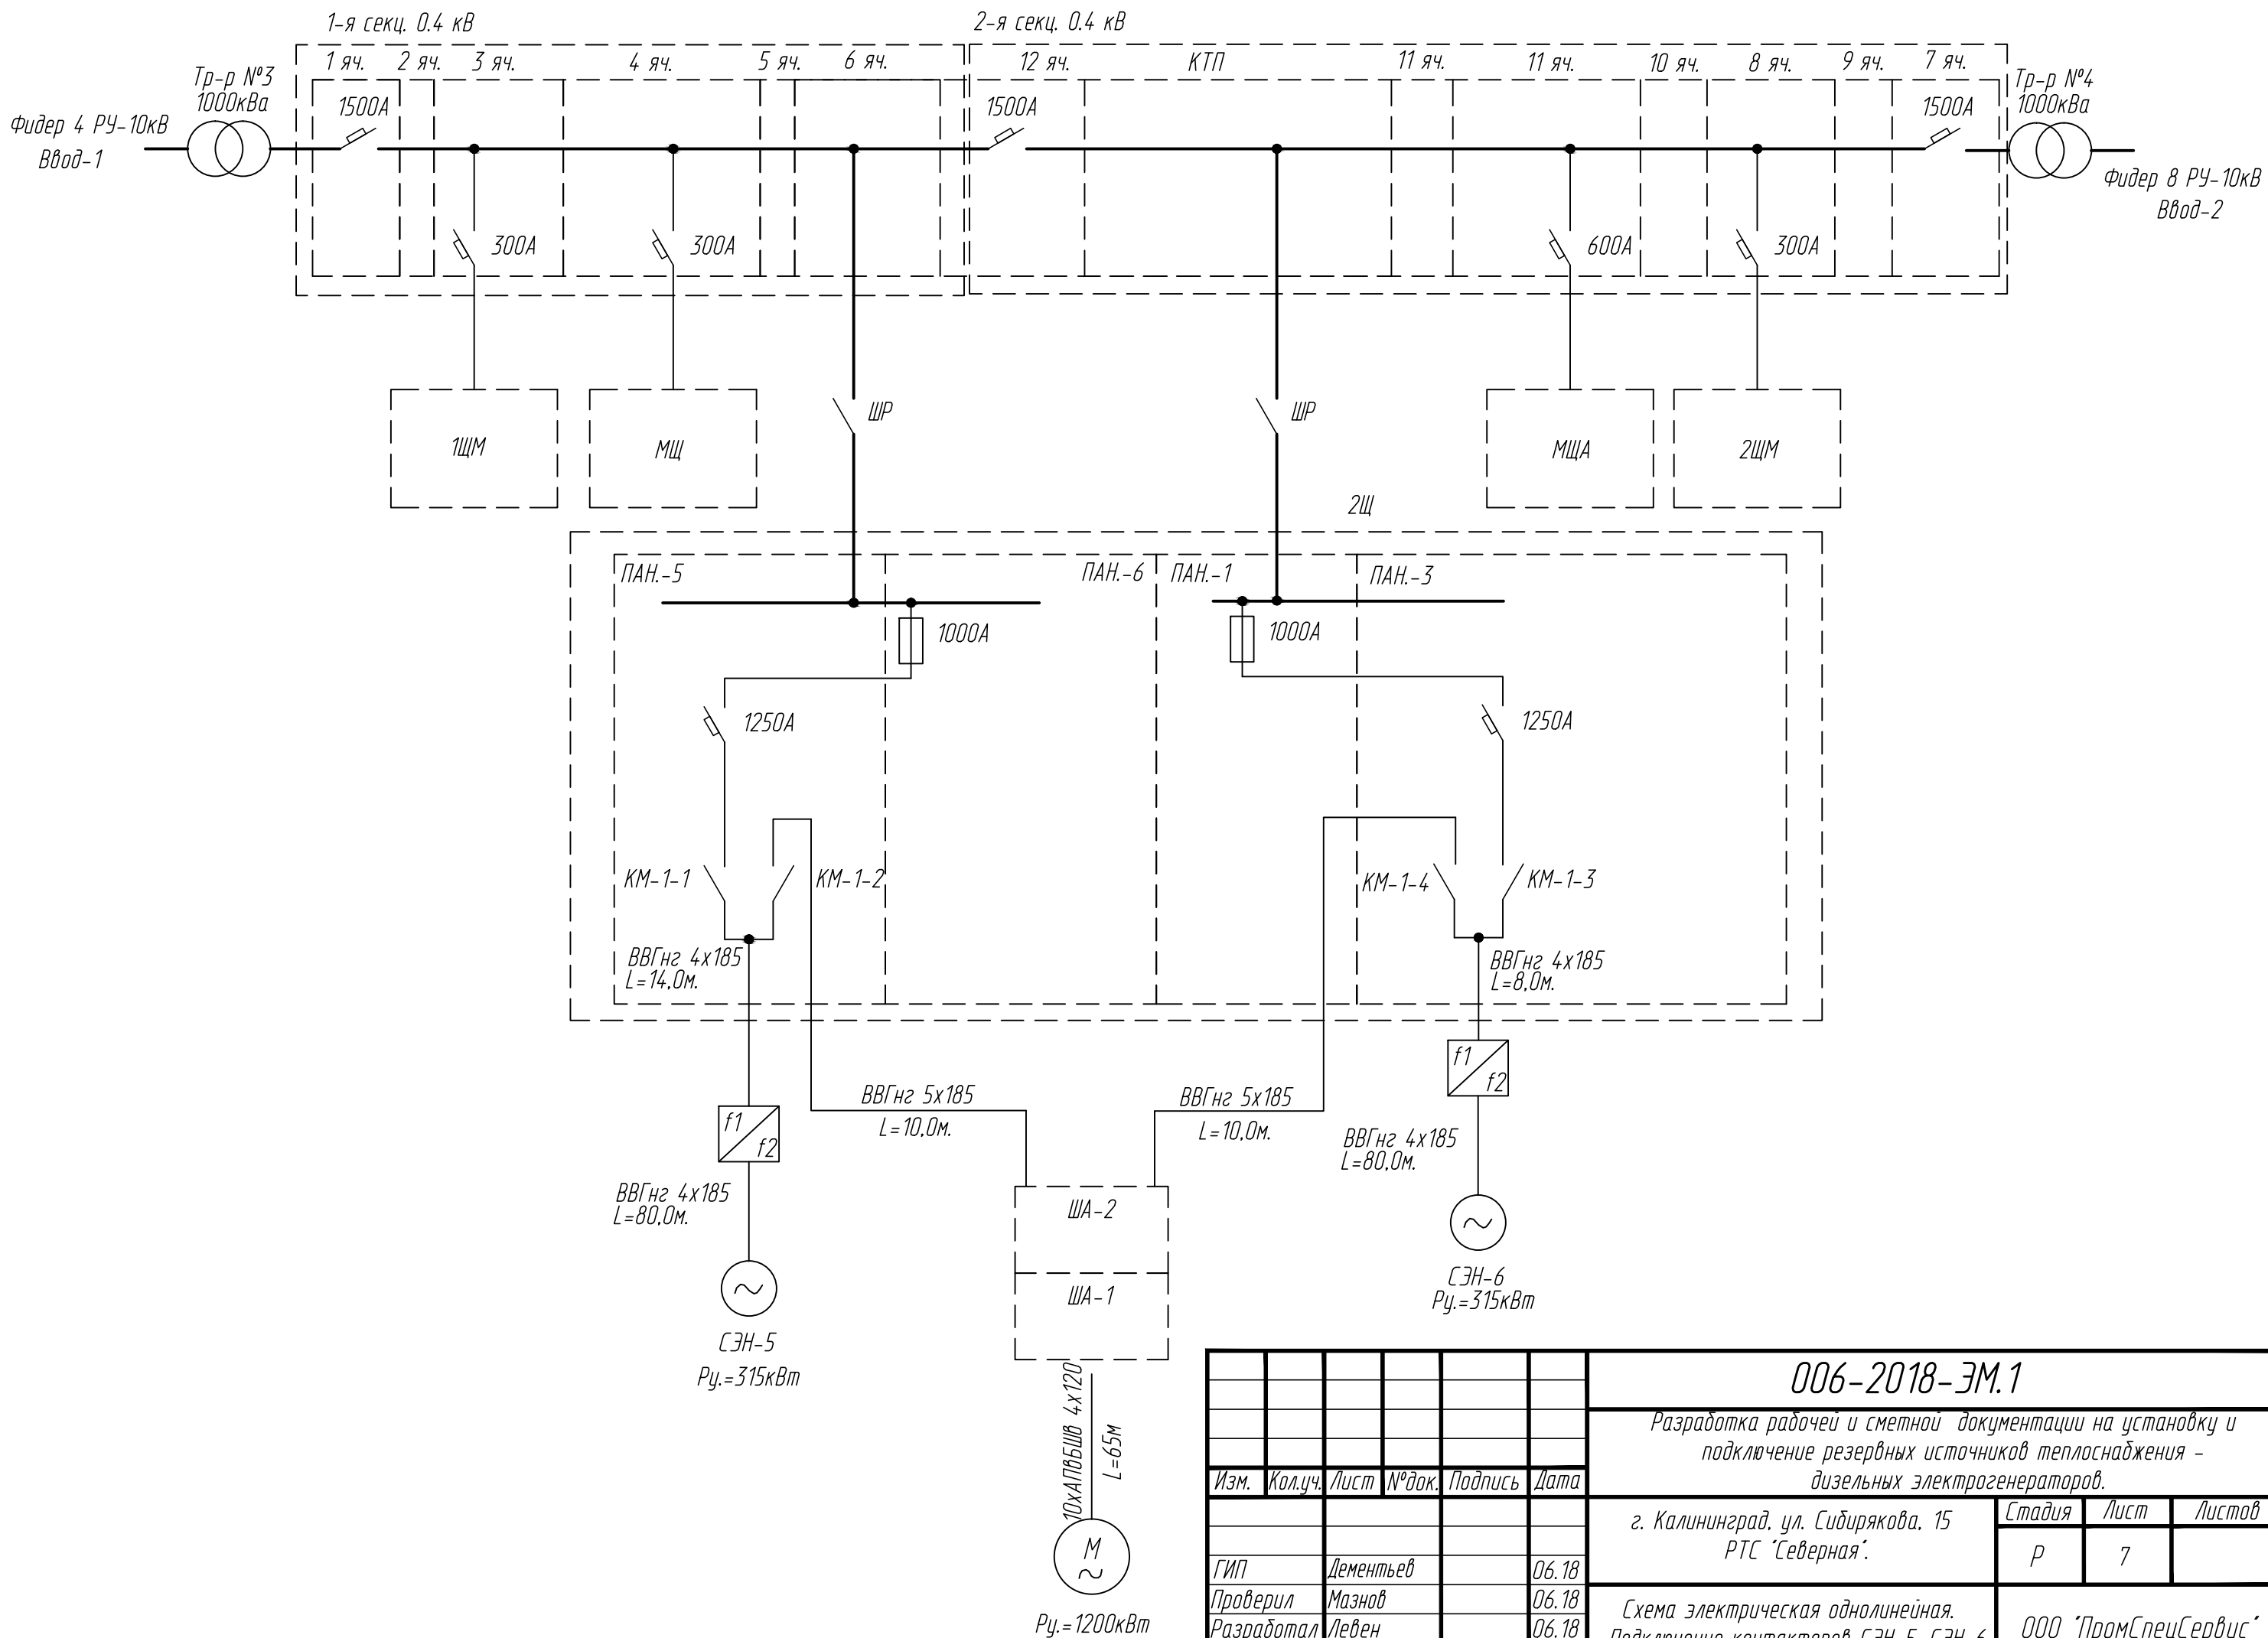 1-я секц. 0.4 кВ
2-я секц. 0.4 кВ
1 яч.
2 яч.
3 яч.
4 яч.
5 яч.
6 яч.
12 яч.
КТП
11 яч.
11 яч.
10 яч.
8 яч.
9 яч.
7 яч.
Тр-р №3
1000кВа
Тр-р №4
1000кВа
1500А
1500А
1500А
Фидер 4 РУ-10кВ
Ввод-1
Фидер 8 РУ-10кВ
Ввод-2
300А
300А
600А
300А
ШР
ШР
1ЩМ
МЩ
МЩА
2ЩМ
2Щ
ПАН.-5
ПАН.-6
ПАН.-1
ПАН.-3
1000А
1000А
1250А
1250А
КМ-1-1
КМ-1-2
КМ-1-4
КМ-1-3
ВВГнг 4х185
L=14,0м.
ВВГнг 4х185
L=8,0м.
f1
f2
f1
f2
ВВГнг 5х185
L=10,0м.
ВВГнг 5х185
L=10,0м.
ВВГнг 4х185
L=80,0м.
ВВГнг 4х185
L=80,0м.
ША-2
ША-1
СЭН-6
Ру.=315кВт
СЭН-5
Ру.=315кВт
10хАПвБШв 4х120
L=65м
М
Ру.=1200кВт
006-2018-ЭМ.1
Разработка рабочей и сметной документации на установку и
подключение резервных источников теплоснабжения -
дизельных электрогенераторов.
Изм. Кол.уч. Лист №док. Подпись Дата
г. Калининград, ул. Сибирякова, 15
РТС "Северная".
Стадия Лист Листов
Р 7
ГИП Дементьев 06.18
Проверил Мазнов 06.18
Разработал Левен 06.18
Схема электрическая однолинейная.
Подключение контакторов СЭН-5, СЭН-6
ООО "ПромСпецСервис"